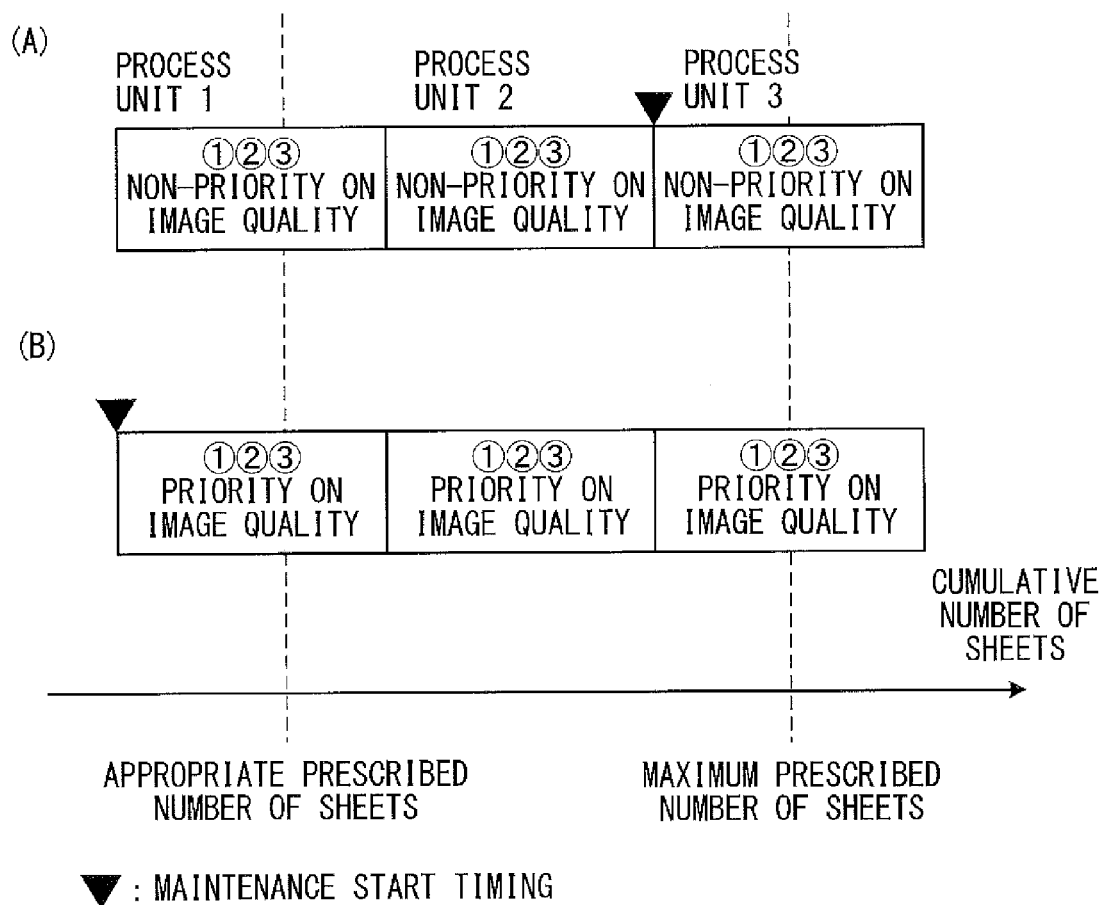 (A)
PROCESS
UNIT 1
PROCESS
UNIT 2
PROCESS
UNIT 3
①②③
NON-PRIORITY ON
IMAGE QUALITY
①②③
NON-PRIORITY ON
IMAGE QUALITY
①②③
NON-PRIORITY ON
IMAGE QUALITY
(B)
①②③
PRIORITY ON
IMAGE QUALITY
①②③
PRIORITY ON
IMAGE QUALITY
①②③
PRIORITY ON
IMAGE QUALITY
CUMULATIVE
NUMBER OF
SHEETS
APPROPRIATE PRESCRIBED
NUMBER OF SHEETS
MAXIMUM PRESCRIBED
NUMBER OF SHEETS
▼ : MAINTENANCE START TIMING